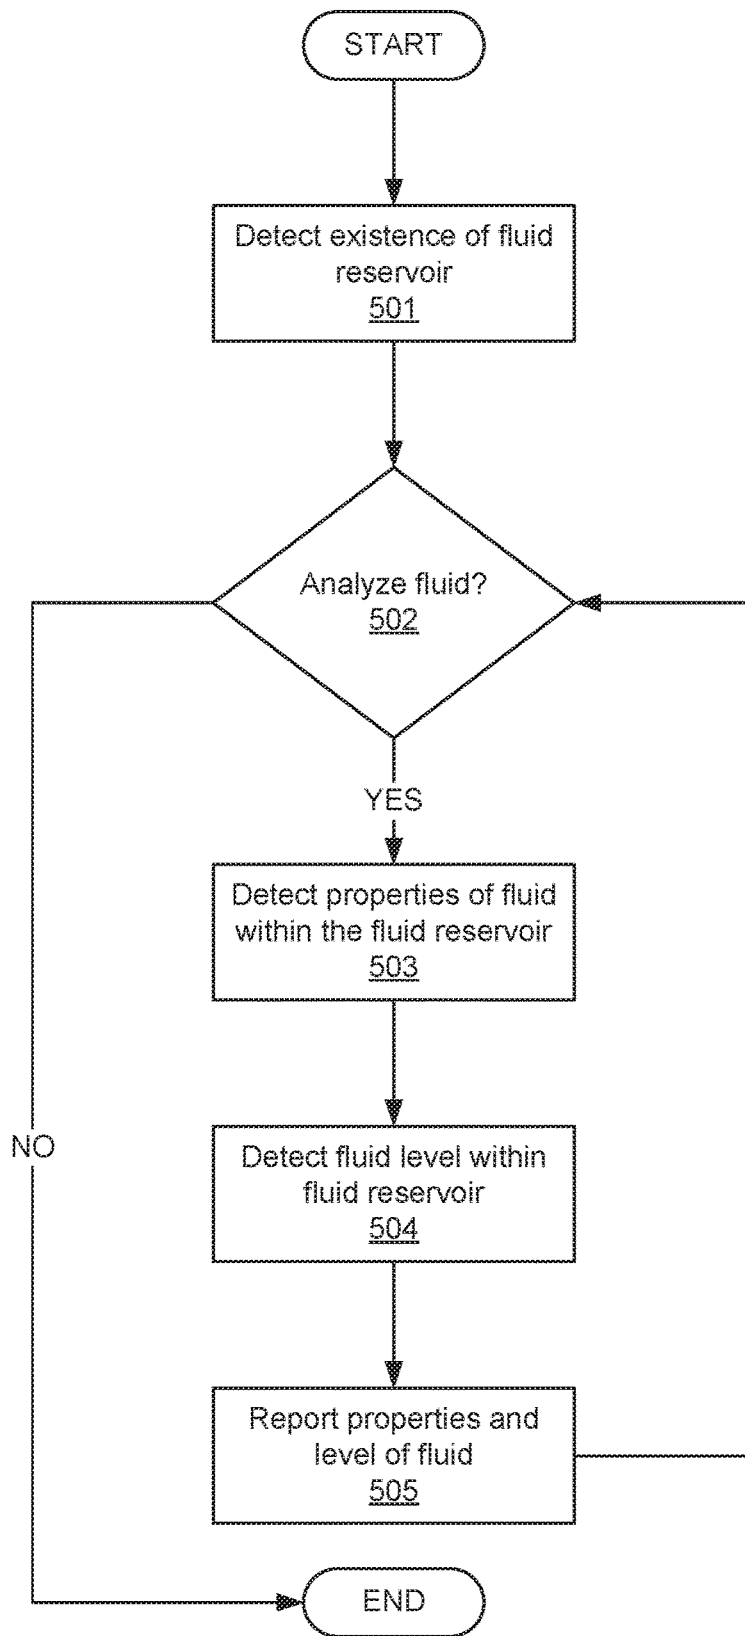 START
Detect existence of fluid
reservoir
501
Analyze fluid?
502
YES
Detect properties of fluid
within the fluid reservoir
503
NO
Detect fluid level within
fluid reservoir
504
Report properties and
level of fluid
505
END